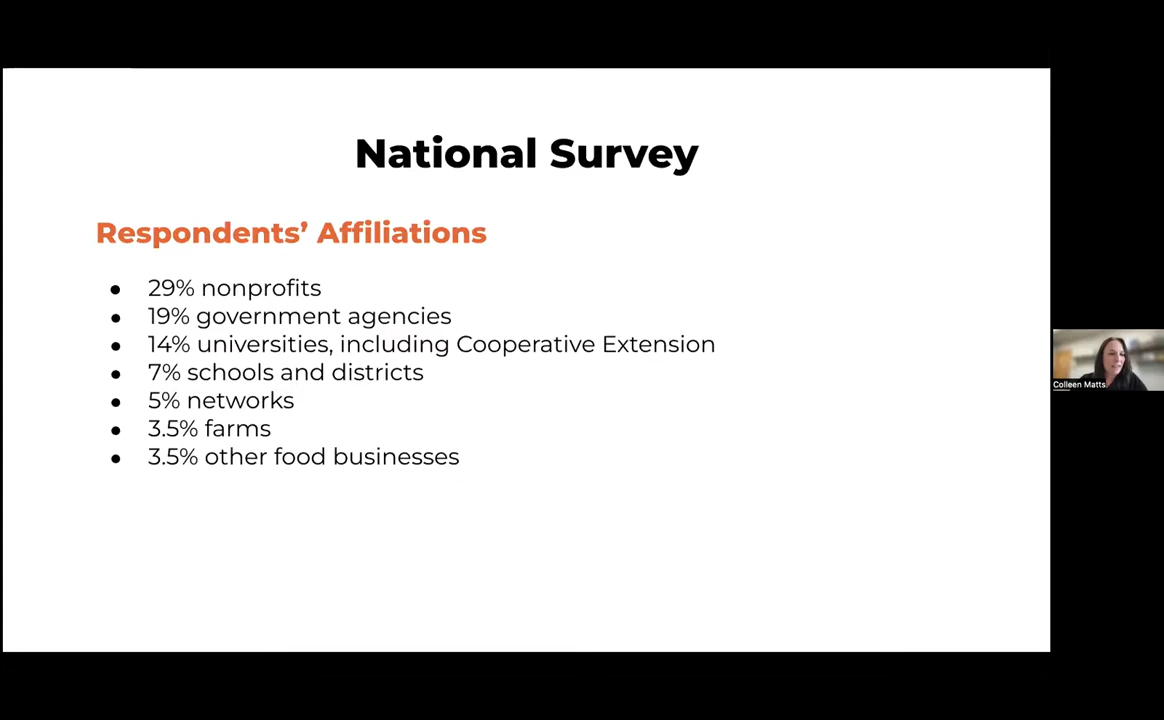 National Survey
Respondents’ Affiliations
● 29% nonprofits
● 19% government agencies
● 14% universities, including Cooperative Extension
● 7% schools and districts
● 5% networks
● 3.5% farms
● 3.5% other food businesses
Colleen Matts